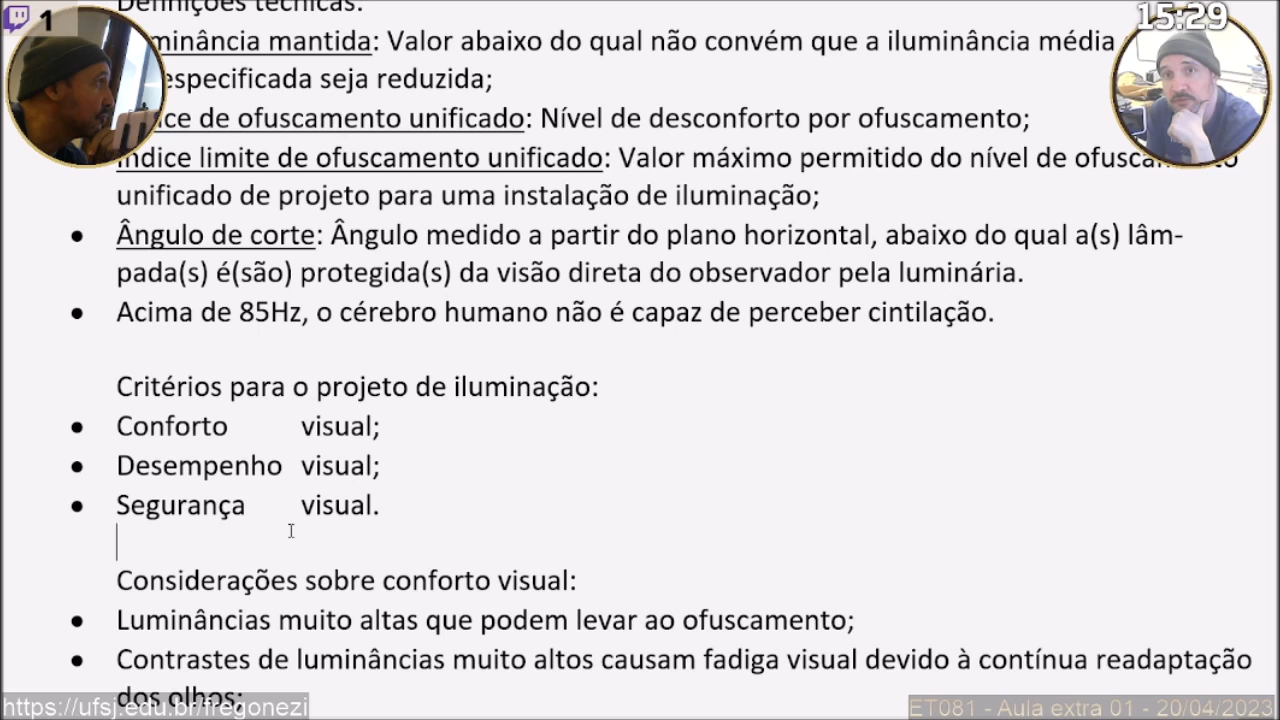 1
15:29
Definições técnicas:
minância mantida: Valor abaixo do qual não convém que a iluminância média
especificada seja reduzida;
ice de ofuscamento unificado: Nível de desconforto por ofuscamento;
Índice limite de ofuscamento unificado: Valor máximo permitido do nível de ofuscamento
unificado de projeto para uma instalação de iluminação;
• Ângulo de corte: Ângulo medido a partir do plano horizontal, abaixo do qual a(s) lâm-
pada(s) é(são) protegida(s) da visão direta do observador pela luminária.
• Acima de 85Hz, o cérebro humano não é capaz de perceber cintilação.
Critérios para o projeto de iluminação:
• Conforto visual;
• Desempenho visual;
• Segurança visual.
Considerações sobre conforto visual:
• Luminâncias muito altas que podem levar ao ofuscamento;
• Contrastes de luminâncias muito altos causam fadiga visual devido à contínua readaptação
dos olhos;
https://ufsj.edu.br/fregonezi
ET081 - Aula extra 01 - 20/04/2023